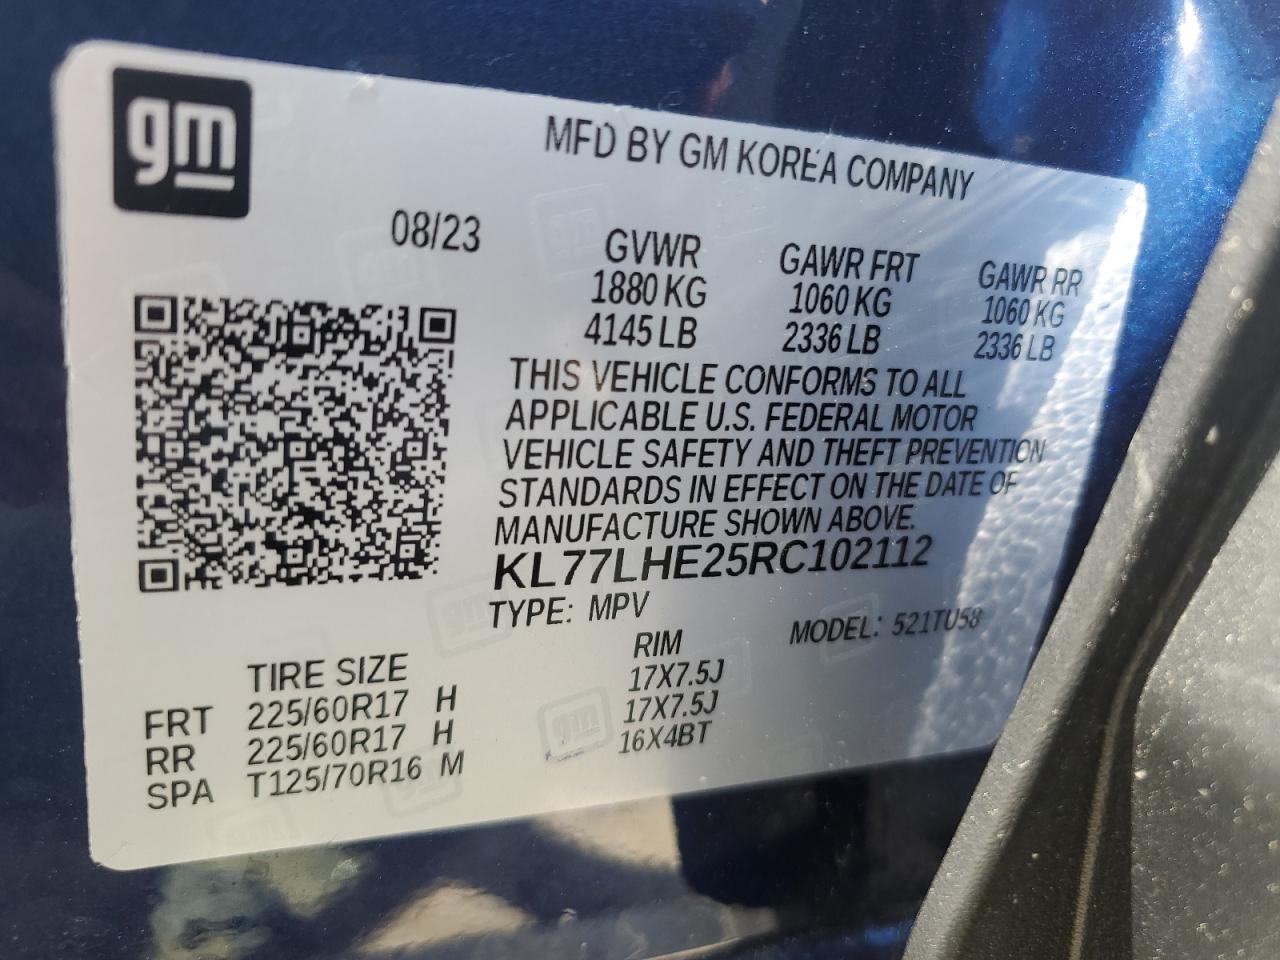 gm
MFD BY GM KOREA COMPANY
08/23
GVWR GAWR FRT GAWR RR
1880 KG 1060 KG 1060 KG
4145 LB 2336 LB 2336 LB
THIS VEHICLE CONFORMS TO ALL
APPLICABLE U.S. FEDERAL MOTOR
VEHICLE SAFETY AND THEFT PREVENTION
STANDARDS IN EFFECT ON THE DATE OF
MANUFACTURE SHOWN ABOVE.
KL77LHE25RC102112
TYPE: MPV MODEL: 521TU58
TIRE SIZE RIM
FRT 225/60R17 H 17X7.5J
RR 225/60R17 H 17X7.5J
SPA T125/70R16 M 16X4BT